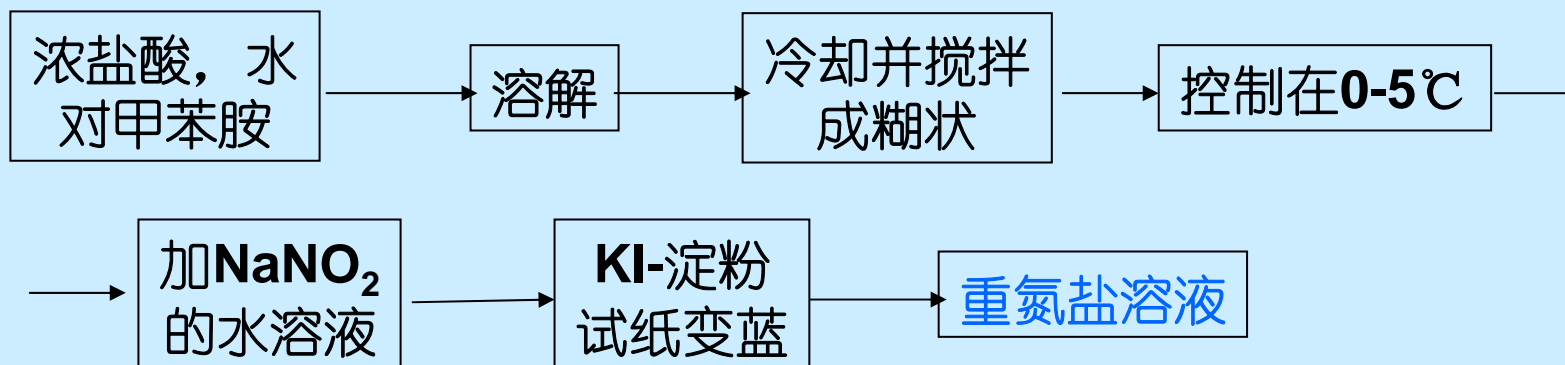 浓盐酸，水
对甲苯胺
溶解
冷却并搅拌
成糊状
控制在0-5℃
加NaNO₂
的水溶液
KI-淀粉
试纸变蓝
重氮盐溶液